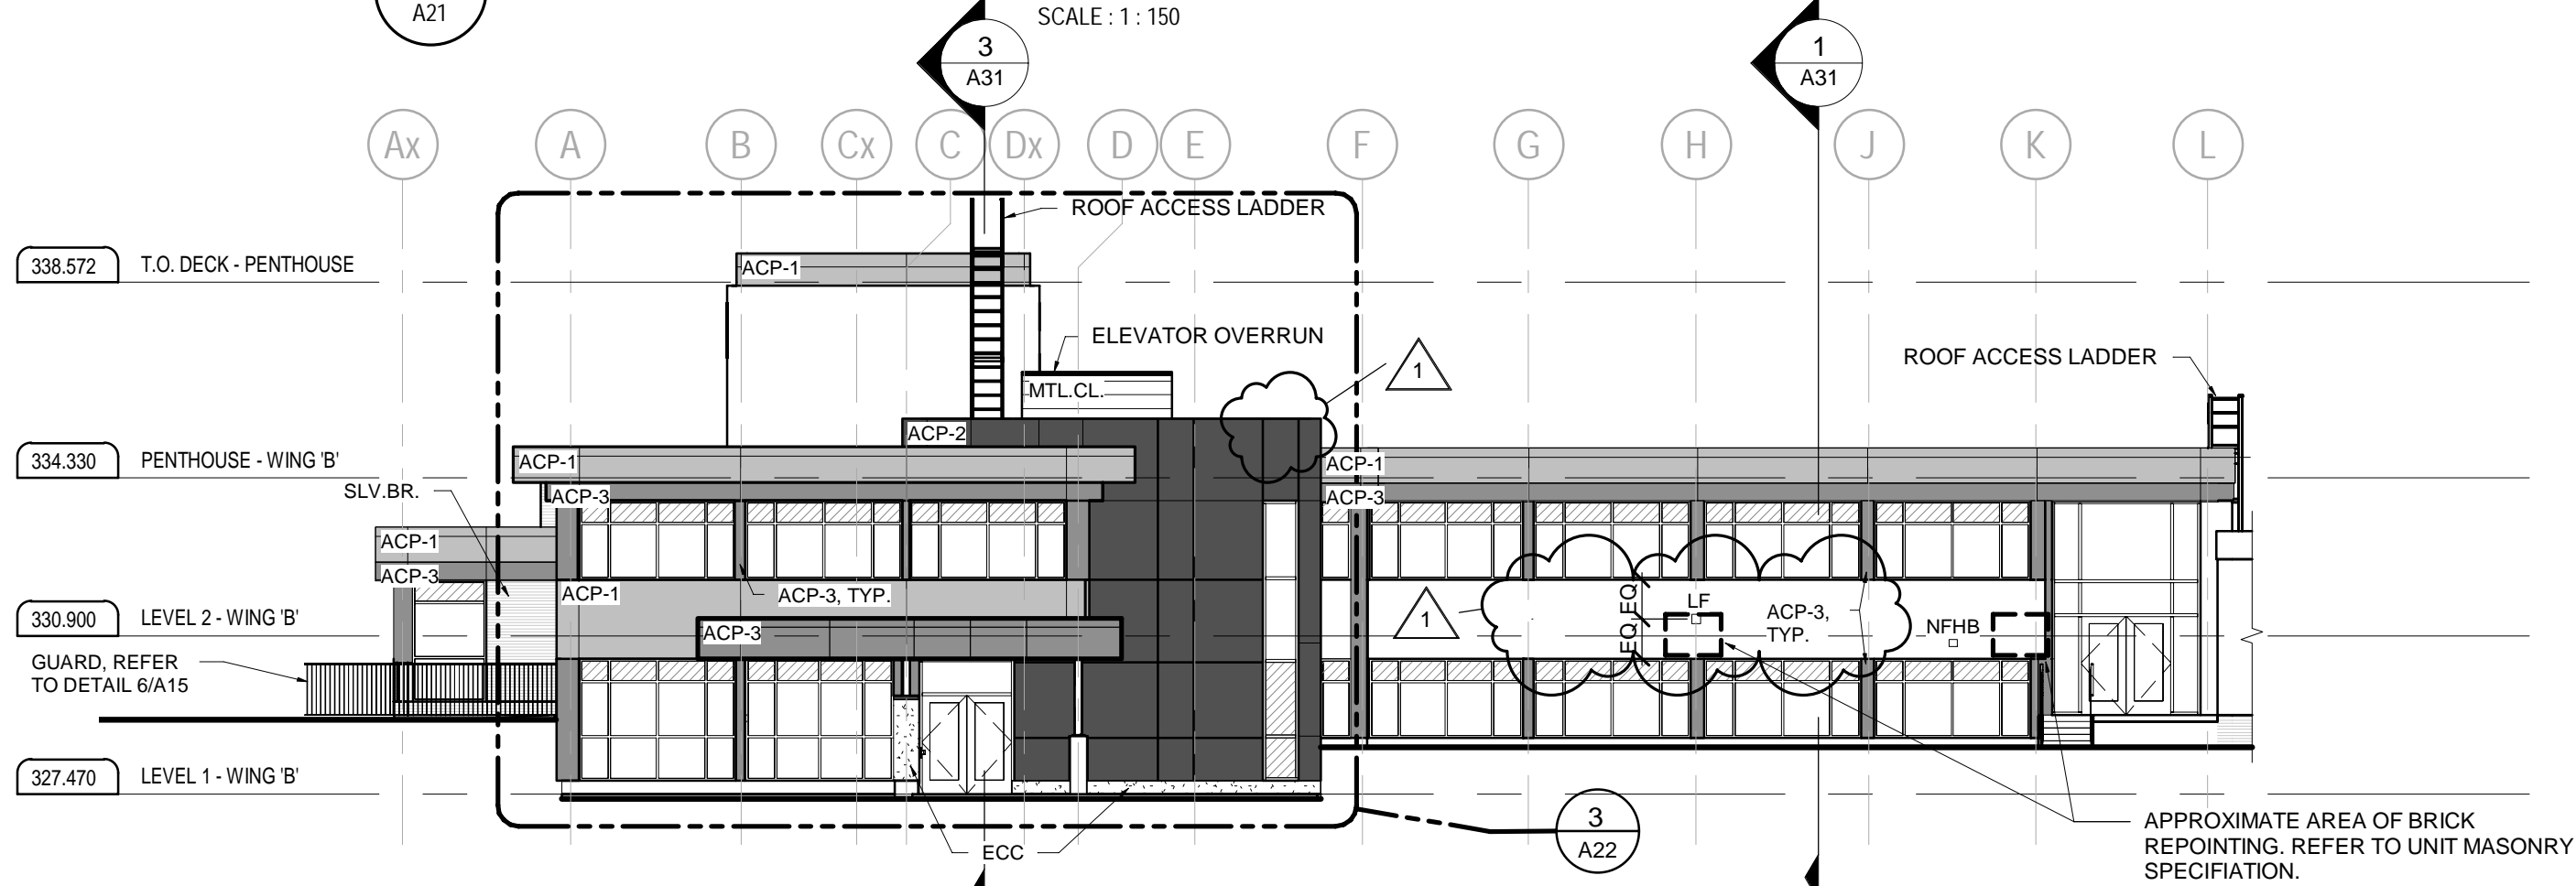 A21
SCALE : 1 : 150
3
A31
1
A31
Ax
A
B
Cx
C
Dx
D
E
F
G
H
J
K
L
ROOF ACCESS LADDER
338.572
T.O. DECK - PENTHOUSE
ACP-1
ELEVATOR OVERRUN
1
ROOF ACCESS LADDER
MTL.CL.
ACP-2
334.330
PENTHOUSE - WING 'B'
ACP-1
ACP-1
SLV.BR.
ACP-3
ACP-3
ACP-1
ACP-3
ACP-1
ACP-3, TYP.
EQ
EQ
LF
ACP-3,
TYP.
1
330.900
LEVEL 2 - WING 'B'
ACP-3
NFHB
GUARD, REFER
TO DETAIL 6/A15
327.470
LEVEL 1 - WING 'B'
3
A22
ECC
APPROXIMATE AREA OF BRICK
REPOINTING. REFER TO UNIT MASONRY
SPECIFIATION.